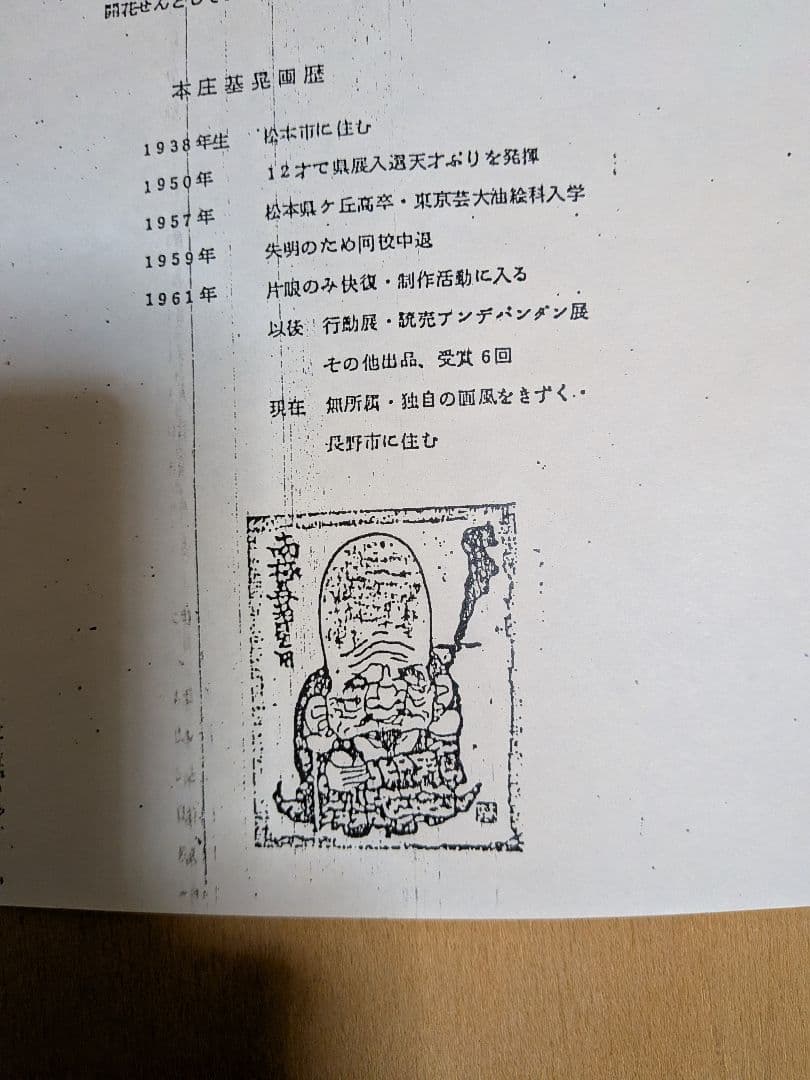 開花せんとして
本庄基晃画歴
1938年生 松本市に住む
1950年 12才で県展入選天才ぶりを発揮
1957年 松本県ケ丘高卒・東京芸大油絵科入学
1959年 失明のため同校中退
1961年 片眼のみ快復・制作活動に入る
以後 行動展・読売アンデパンダン展
その他出品、受賞6回
現在 無所属・独自の画風をきずく・
長野市に住む